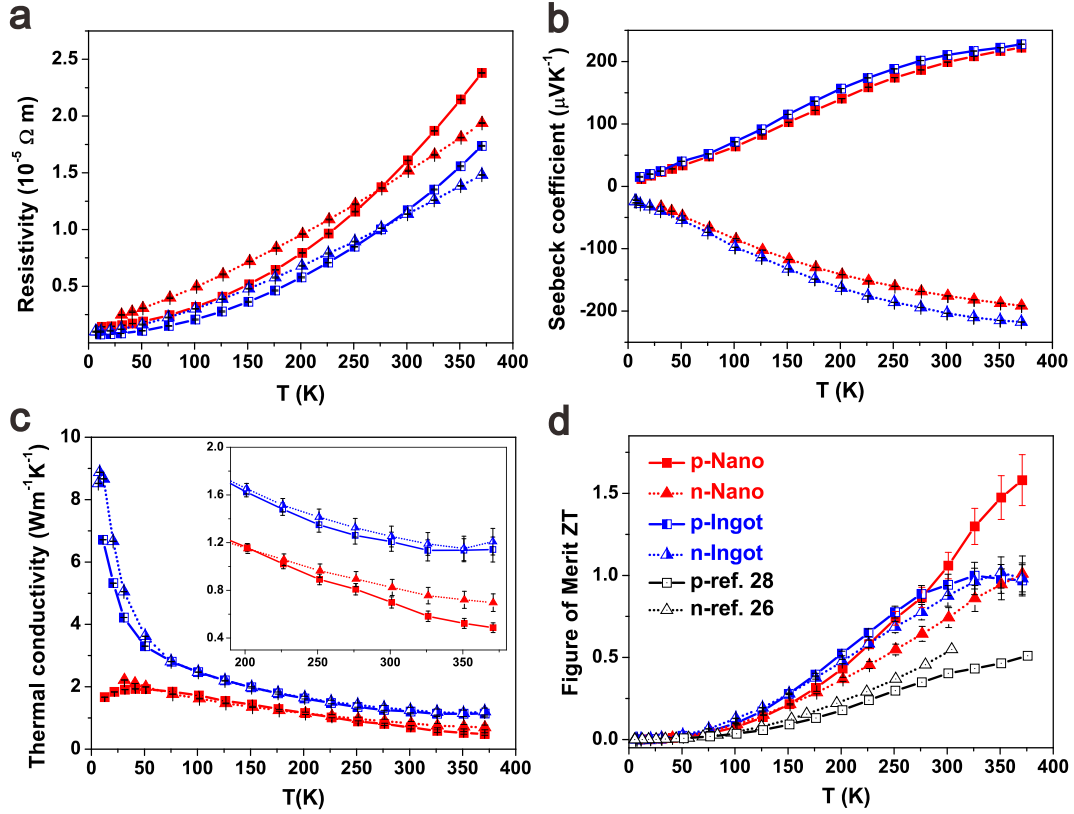 a
Resistivity (10⁻⁵ Ω m)
2.5
2.0
1.5
1.0
0.5
0 50 100 150 200 250 300 350 400
T (K)
b
Seebeck coefficient (μVK⁻¹)
200
100
0
-100
-200
0 50 100 150 200 250 300 350 400
T (K)
c
Thermal conductivity (Wm⁻¹K⁻¹)
10
8
6
4
2
0
0 50 100 150 200 250 300 350 400
T(K)
2.0
1.6
1.2
0.8
0.4
200 250 300 350
d
Figure of Merit ZT
1.5
1.0
0.5
0.0
0 50 100 150 200 250 300 350 400
T (K)
p-Nano
n-Nano
p-Ingot
n-Ingot
p-ref. 28
n-ref. 26